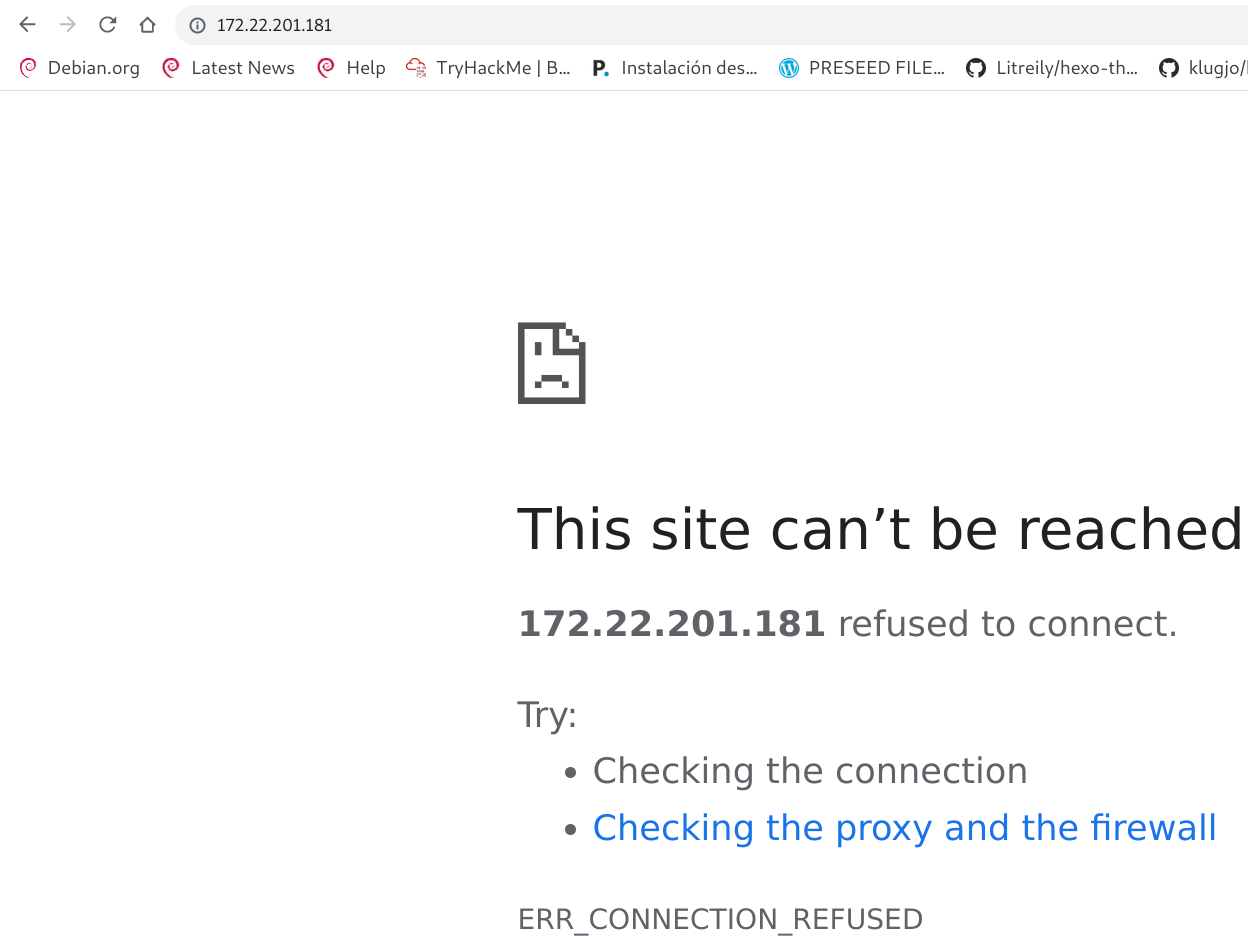 172.22.201.181
Debian.org Latest News Help TryHackMe | B... P. Instalación des... PRESEED FILE... Litreily/hexo-th... klugjo/
This site can’t be reached
172.22.201.181 refused to connect.
Try:
• Checking the connection
• Checking the proxy and the firewall
ERR_CONNECTION_REFUSED